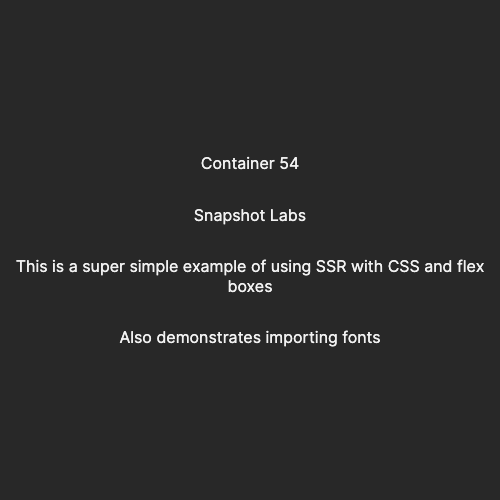 Container 54
Snapshot Labs
This is a super simple example of using SSR with CSS and flex
boxes
Also demonstrates importing fonts